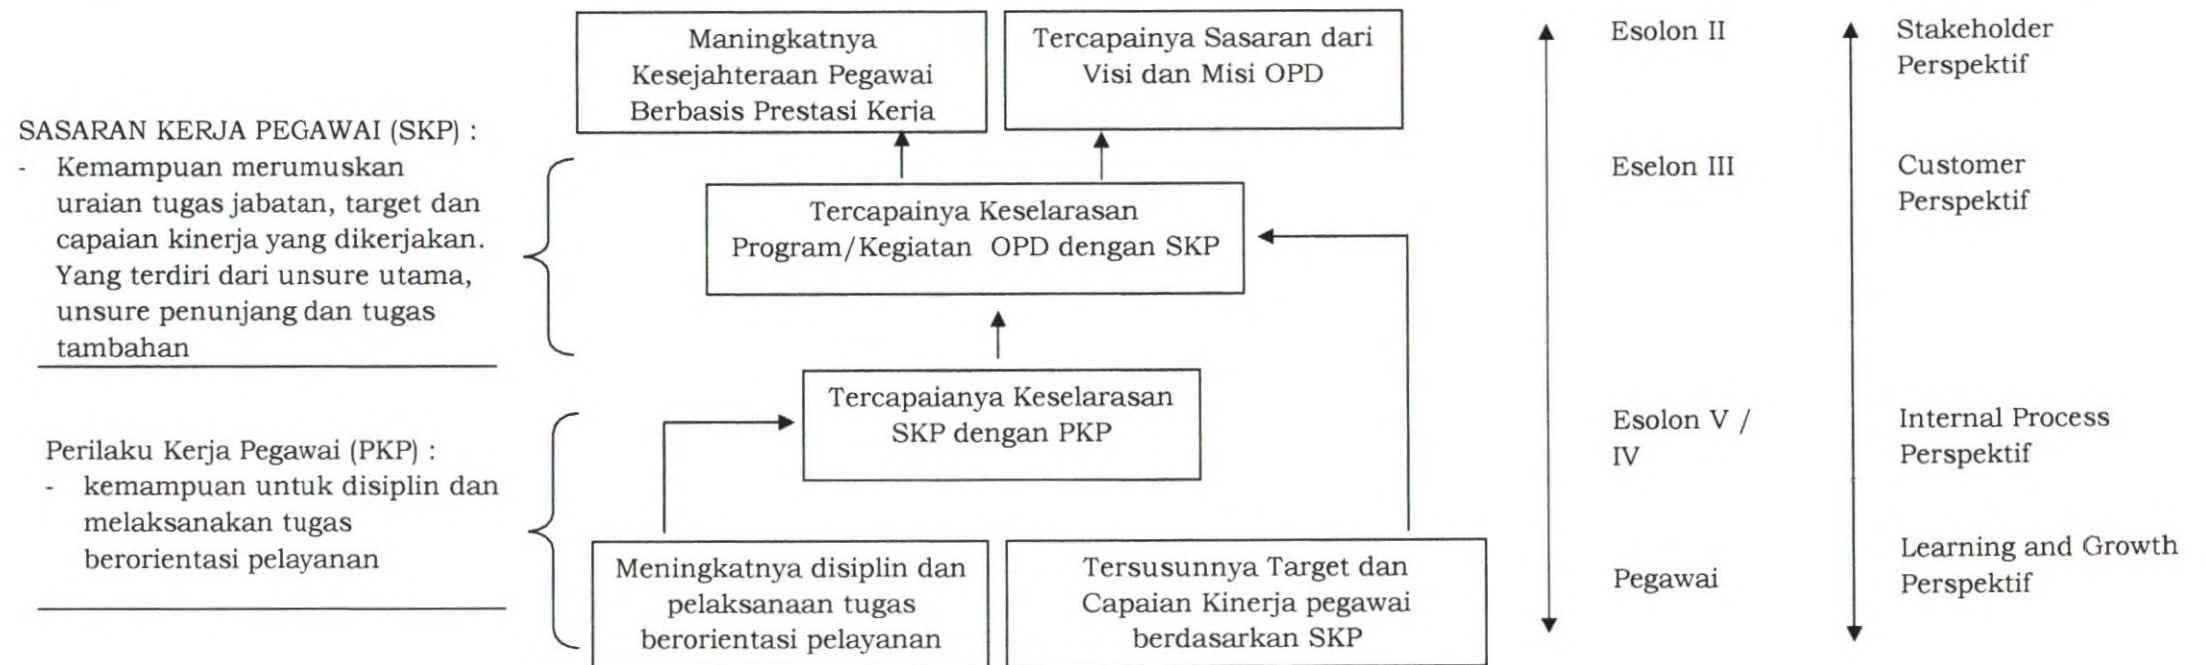 Maningkatnya
Kesejahteraan Pegawai
Berbasis Prestasi Kerja
Tercapainya Sasaran dari
Visi dan Misi OPD
Esolon II
Stakeholder
Perspektif
SASARAN KERJA PEGAWAI (SKP) :
- Kemampuan merumuskan
uraian tugas jabatan, target dan
capaian kinerja yang dikerjakan.
Yang terdiri dari unsure utama,
unsure penunjang dan tugas
tambahan
Tercapainya Keselarasan
Program/Kegiatan OPD dengan SKP
Eselon III
Customer
Perspektif
Tercapaianya Keselarasan
SKP dengan PKP
Esolon V /
IV
Internal Process
Perspektif
Perilaku Kerja Pegawai (PKP) :
- kemampuan untuk disiplin dan
melaksanakan tugas
berorientasi pelayanan
Meningkatnya disiplin dan
pelaksanaan tugas
berorientasi pelayanan
Tersusunnya Target dan
Capaian Kinerja pegawai
berdasarkan SKP
Pegawai
Learning and Growth
Perspektif